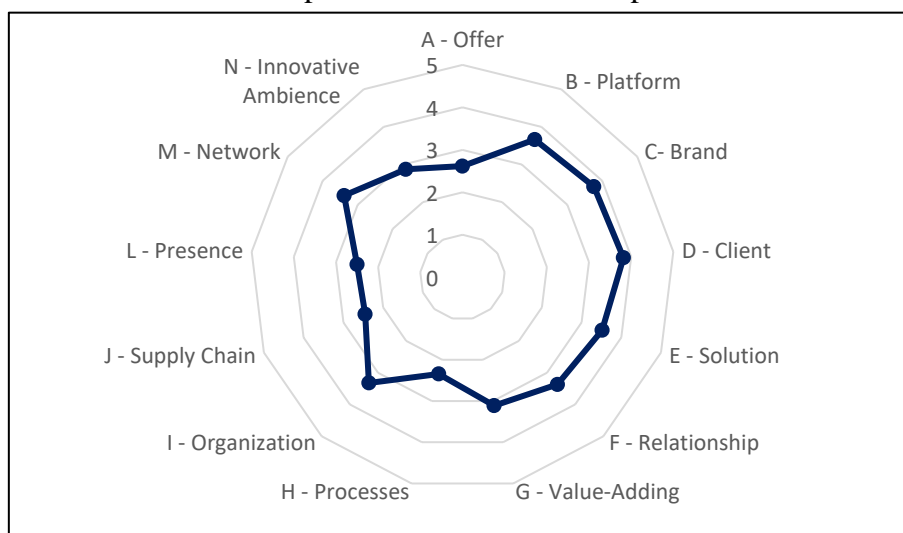 A - Offer
B - Platform
C- Brand
D - Client
E - Solution
F - Relationship
G - Value-Adding
H - Processes
I - Organization
J - Supply Chain
L - Presence
M - Network
N - Innovative
Ambience
5
4
3
2
1
0